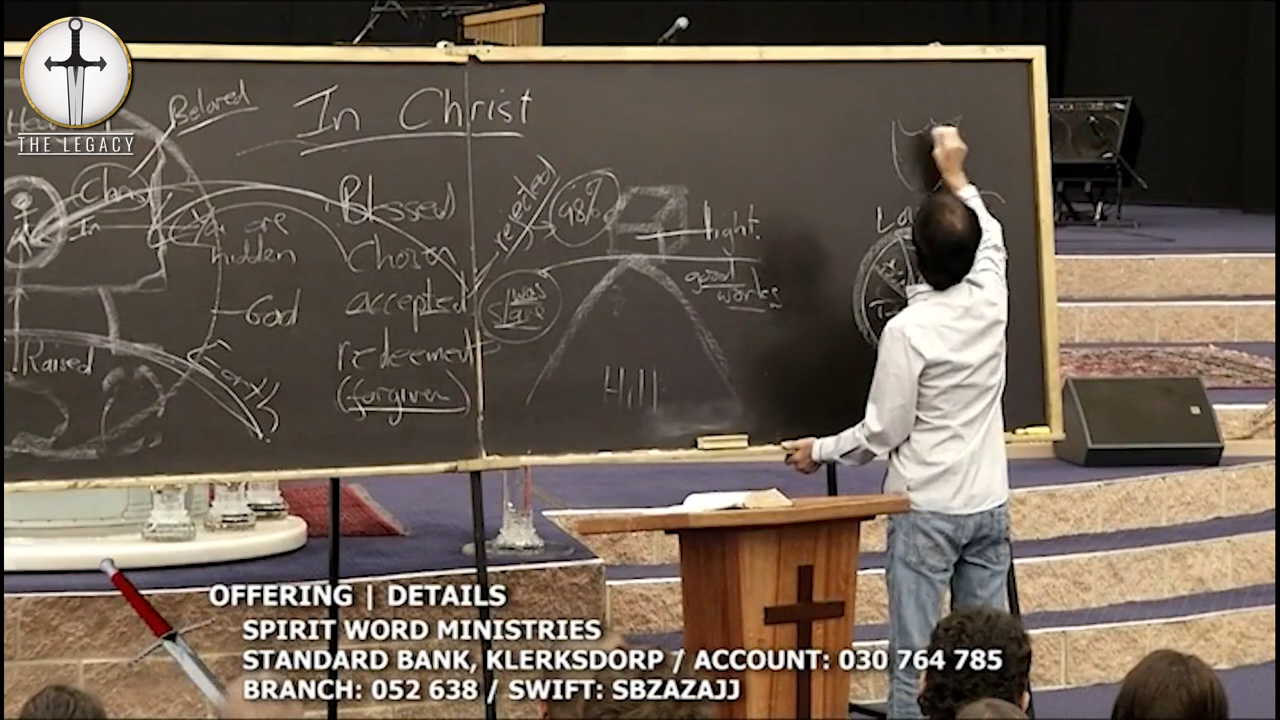 THE LEGACY
Beloved
In Christ
Christ
In
are
hidden
God
Raised
Blessed
Chosen
accepted
redeemed
(forgiven)
rejected
98%
was
slave
light.
good
works
Hill
OFFERING | DETAILS
SPIRIT WORD MINISTRIES
STANDARD BANK, KLERKSDORP / ACCOUNT: 030 764 785
BRANCH: 052 638 / SWIFT: SBZAZAJJ